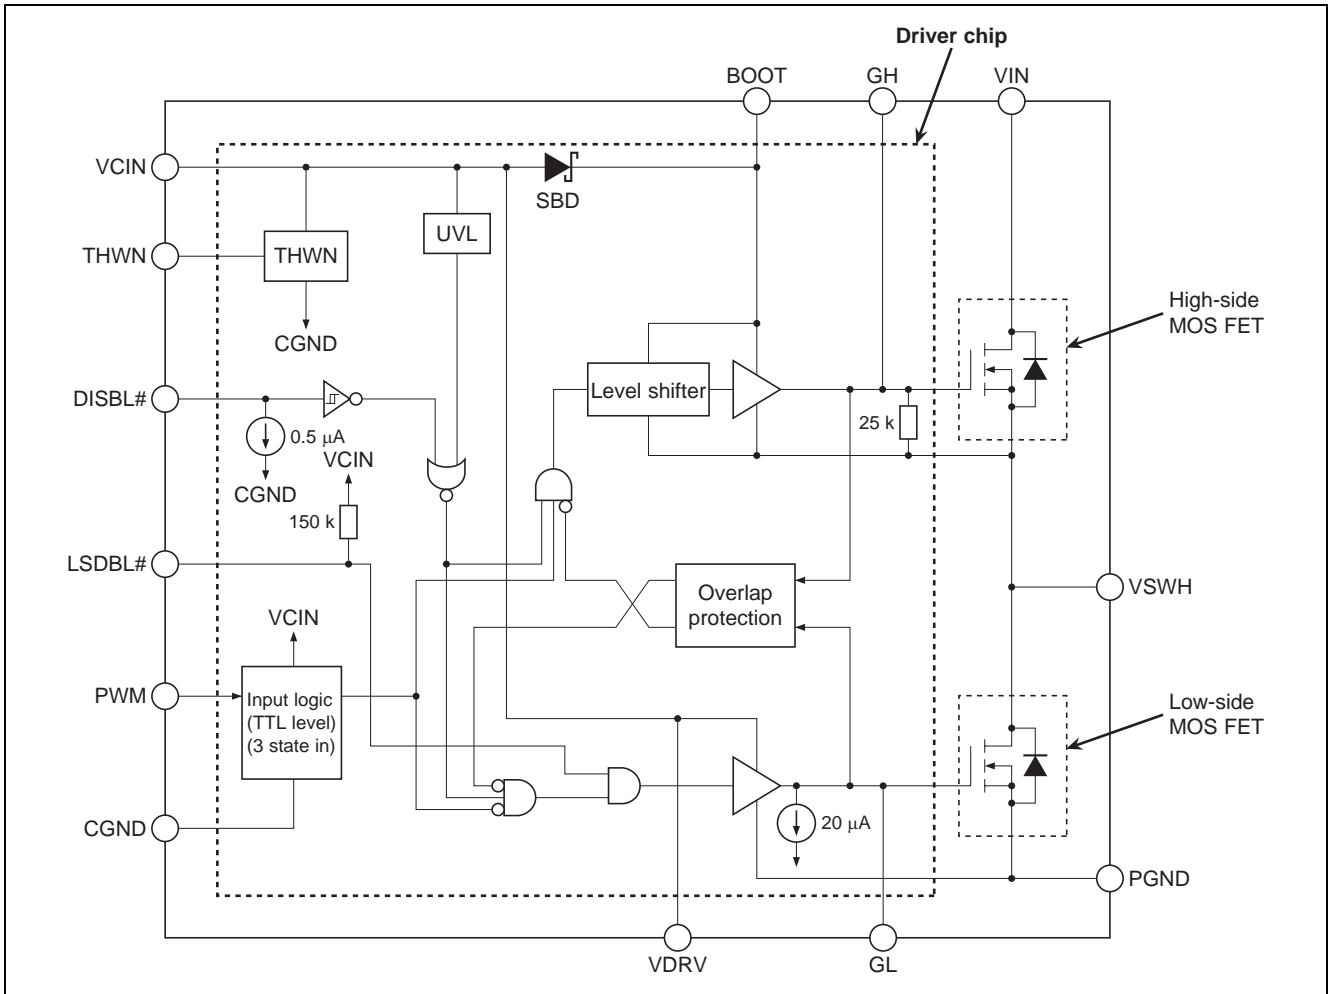 Driver chip
BOOT
GH
VIN
VCIN
SBD
THWN
THWN
UVL
CGND
High-side
MOS FET
DISBL#
Level shifter
0.5 μA
25 k
VCIN
CGND
150 k
LSDBL#
Overlap
protection
VSWH
VCIN
PWM
Input logic
(TTL level)
(3 state in)
Low-side
MOS FET
CGND
20 μA
PGND
VDRV
GL